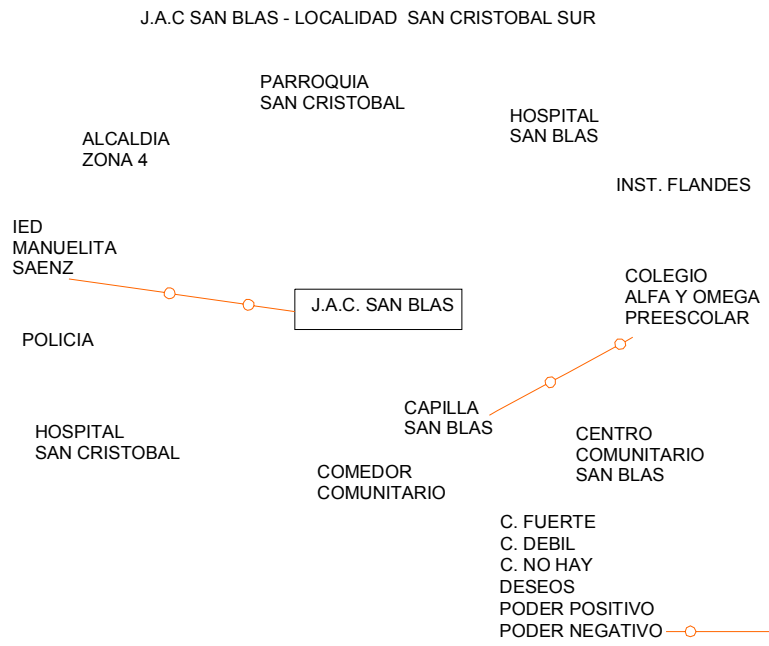 J.A.C SAN BLAS - LOCALIDAD  SAN CRISTOBAL SUR
PARROQUIA
SAN CRISTOBAL
HOSPITAL
SAN BLAS
ALCALDIA
ZONA 4
INST. FLANDES
IED
MANUELITA
SAENZ
COLEGIO
ALFA Y OMEGA
PREESCOLAR
J.A.C. SAN BLAS
POLICIA
CAPILLA
SAN BLAS
HOSPITAL
SAN CRISTOBAL
CENTRO
COMUNITARIO
SAN BLAS
COMEDOR
COMUNITARIO
C. FUERTE
C. DEBIL
C. NO HAY
DESEOS
PODER POSITIVO
PODER NEGATIVO